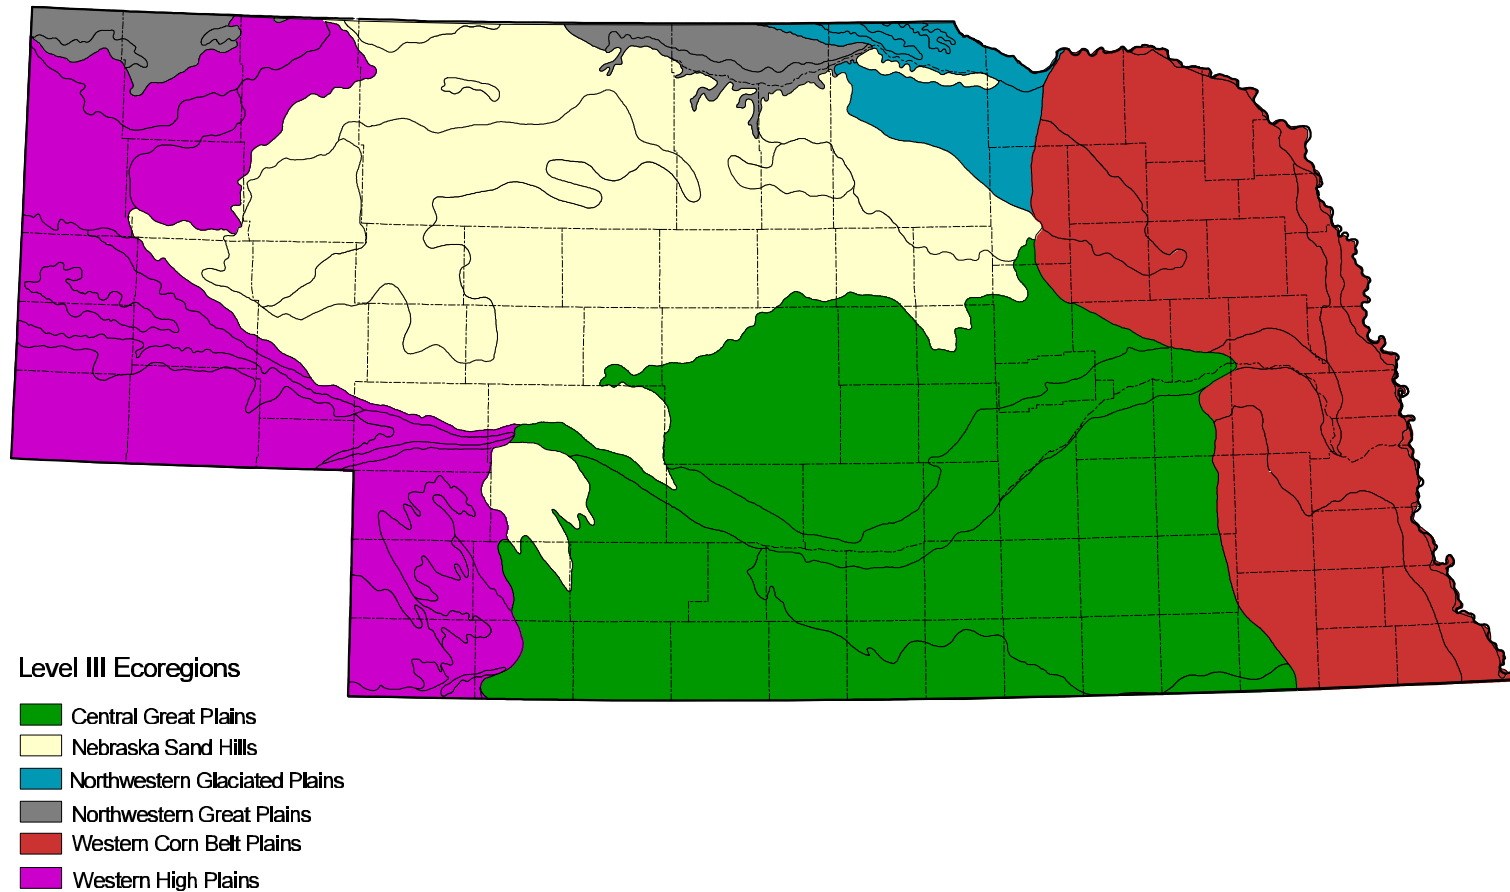 Level III Ecoregions
Central Great Plains
Nebraska Sand Hills
Northwestern Glaciated Plains
Northwestern Great Plains
Western Corn Belt Plains
Western High Plains